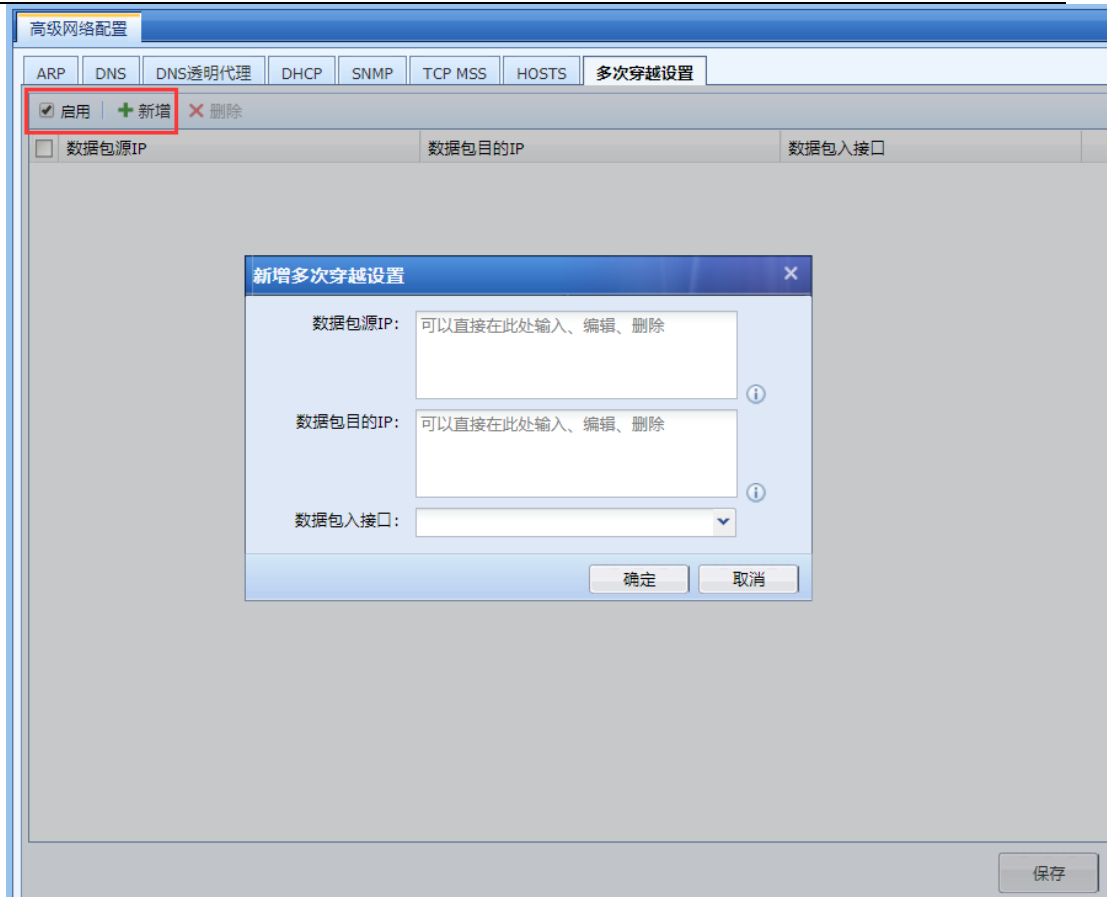 高级网络配置
ARP DNS DNS透明代理 DHCP SNMP TCP MSS HOSTS 多次穿越设置
启用 新增 删除
数据包源IP 数据包目的IP 数据包入接口
新增多次穿越设置
数据包源IP: 可以直接在此处输入、编辑、删除
数据包目的IP: 可以直接在此处输入、编辑、删除
数据包入接口:
确定 取消
保存